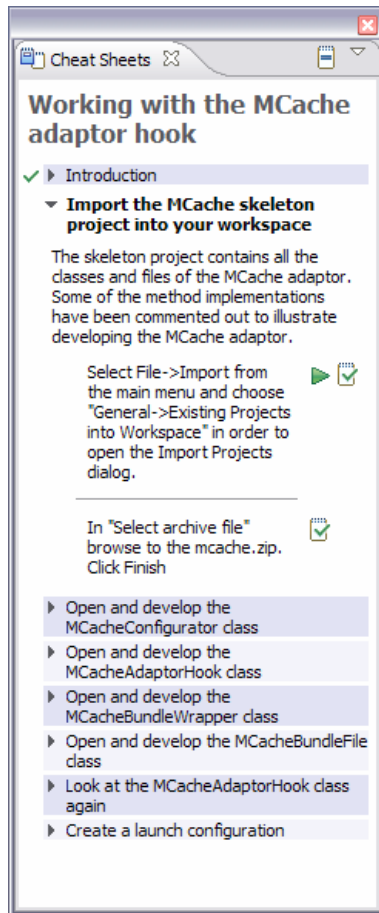 Cheat Sheets
Working with the MCache
adaptor hook
Introduction
Import the MCache skeleton
project into your workspace
The skeleton project contains all the
classes and files of the MCache adaptor.
Some of the method implementations
have been commented out to illustrate
developing the MCache adaptor.
Select File->Import from
the main menu and choose
"General->Existing Projects
into Workspace" in order to
open the Import Projects
dialog.
In "Select archive file"
browse to the mcache.zip.
Click Finish
Open and develop the
MCacheConfigurator class
Open and develop the
MCacheAdaptorHook class
Open and develop the
MCacheBundleWrapper class
Open and develop the MCacheBundleFile
class
Look at the MCacheAdaptorHook class
again
Create a launch configuration